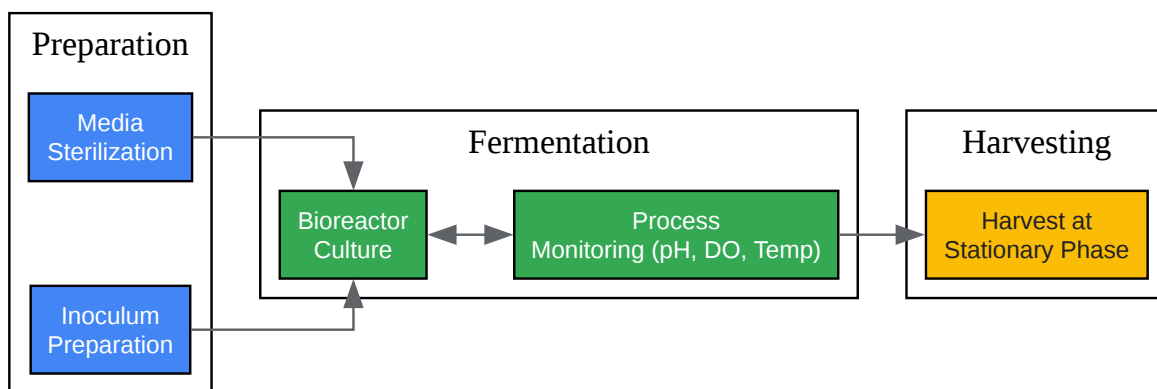 Preparation
Media
Sterilization
Inoculum
Preparation
Fermentation
Bioreactor
Culture
Process
Monitoring (pH, DO, Temp)
Harvesting
Harvest at
Stationary Phase